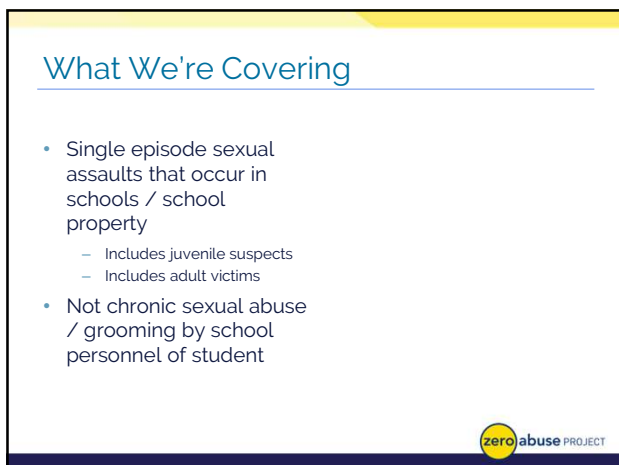 What We're Covering
• Single episode sexual
assaults that occur in
schools / school
property
– Includes juvenile suspects
– Includes adult victims
• Not chronic sexual abuse
/ grooming by school
personnel of student
zero abuse PROJECT